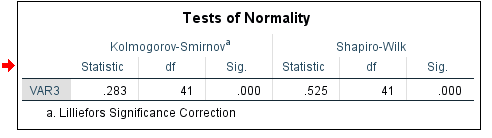 Tests of Normality
Kolmogorov-Smirnovª Shapiro-Wilk
Statistic df Sig. Statistic df Sig.
VAR3 .283 41 .000 .525 41 .000
a. Lilliefors Significance Correction